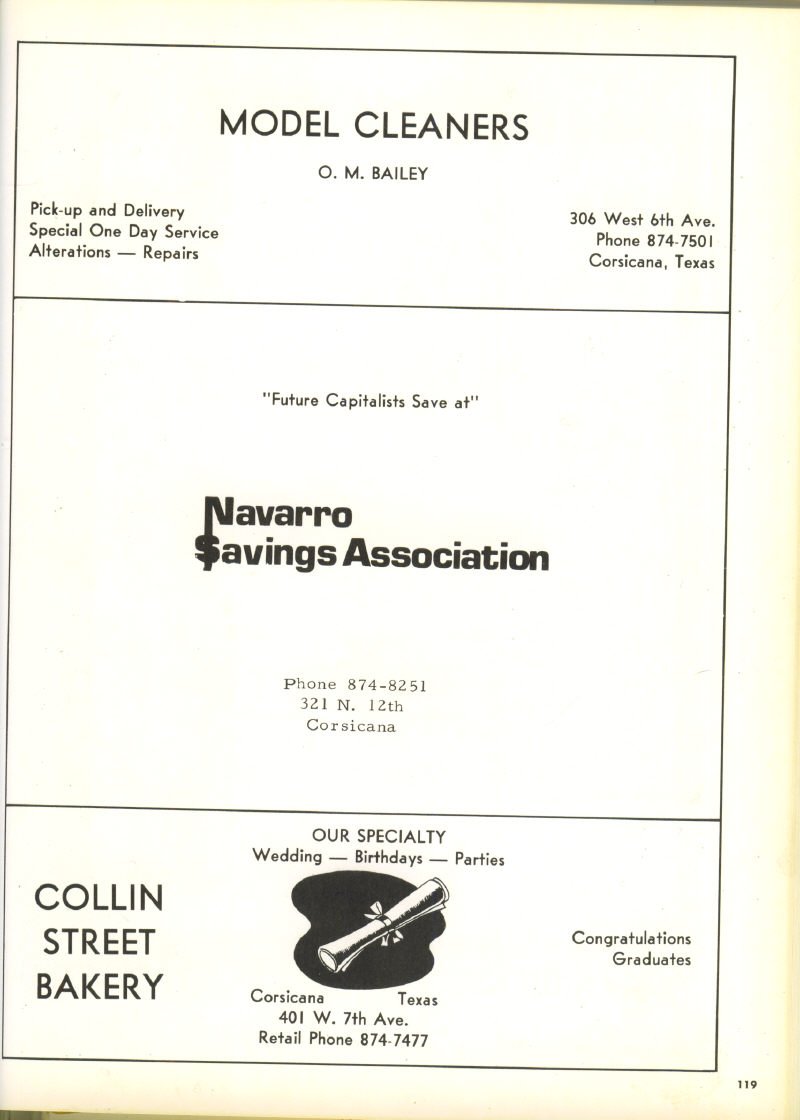 MODEL CLEANERS
O. M. BAILEY
Pick-up and Delivery
Special One Day Service
Alterations — Repairs
306 West 6th Ave.
Phone 874-7501
Corsicana, Texas
"Future Capitalists Save at"
Navarro
$avings Association
Phone 874-8251
321 N. 12th
Corsicana
COLLIN
STREET
BAKERY
OUR SPECIALTY
Wedding — Birthdays — Parties
Corsicana Texas
401 W. 7th Ave.
Retail Phone 874-7477
Congratulations
Graduates
119